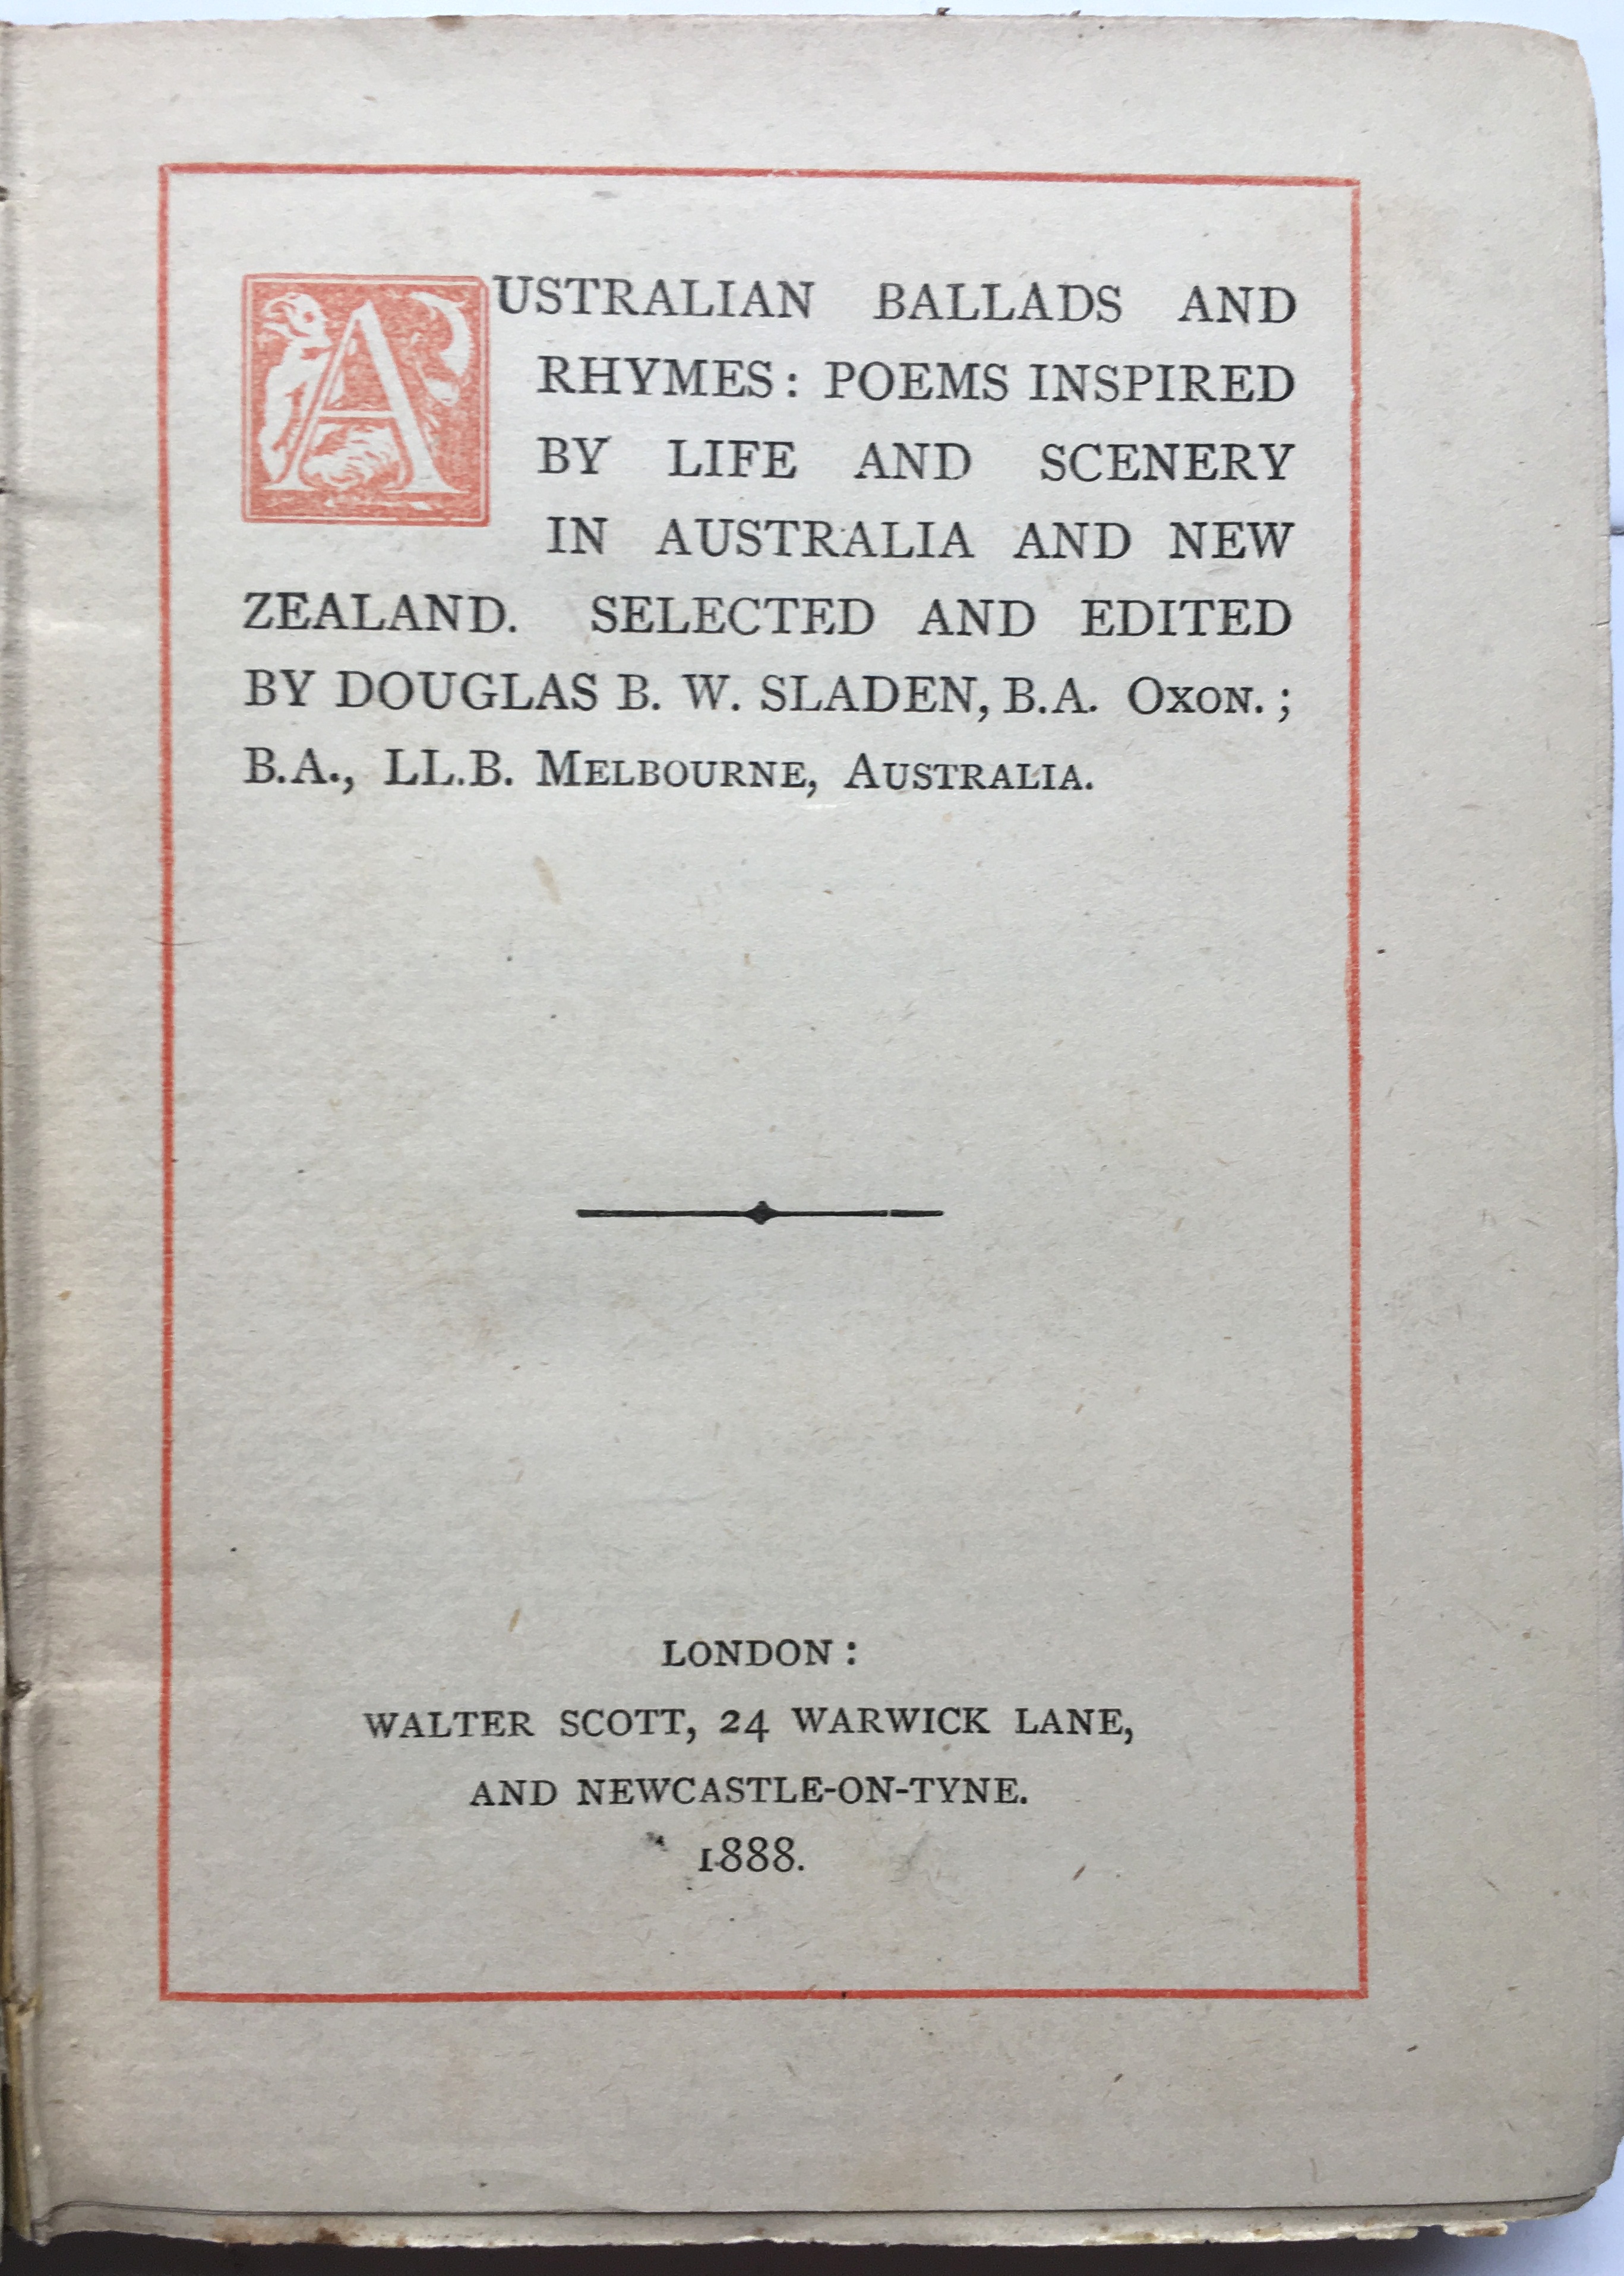 AUSTRALIAN BALLADS AND
RHYMES: POEMS INSPIRED
BY LIFE AND SCENERY
IN AUSTRALIA AND NEW
ZEALAND. SELECTED AND EDITED
BY DOUGLAS B. W. SLADEN, B.A. OXON.;
B.A., LL.B. MELBOURNE, AUSTRALIA.
LONDON:
WALTER SCOTT, 24 WARWICK LANE,
AND NEWCASTLE-ON-TYNE.
1888.